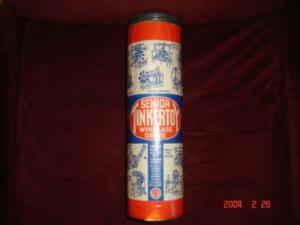 SENIOR
TINKERTOY
WINDLASS
DRIVE
2004 2 26